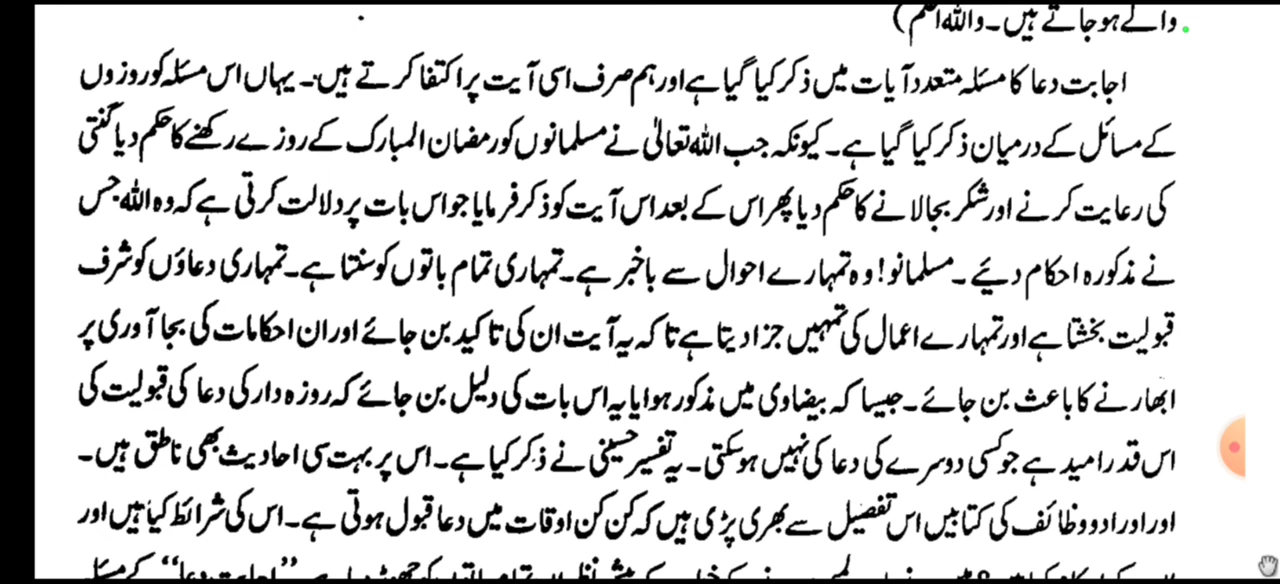 والے ہو جاتے ہیں۔ واللہ اعلم)
اجابت دعا کا مسئلہ متعدد آیات میں ذکر کیا گیا ہے اور ہم صرف اسی آیت پر اکتفا کرتے ہیں۔ یہاں اس مسئلہ کو روزوں
کے مسائل کے درمیان ذکر کیا گیا ہے۔ کیونکہ جب اللہ تعالیٰ نے مسلمانوں کو رمضان المبارک کے روزے رکھنے کا حکم دیا گنتی
کی رعایت کرنے اور شکر بجالانے کا حکم دیا پھر اس کے بعد اس آیت کو ذکر فرمایا جو اس بات پر دلالت کرتی ہے کہ وہ اللہ جس
نے مذکورہ احکام دئیے ۔ مسلمانو! وہ تمہارے احوال سے باخبر ہے۔ تمہاری تمام باتوں کو سنتا ہے۔ تمہاری دعاؤں کو شرف
قبولیت بخشتا ہے اور تمہارے اعمال کی تمہیں جزا دیتا ہے تا کہ یہ آیت ان کی تاکید بن جائے اور ان احکامات کی بجا آوری پر
ابھارنے کا باعث بن جائے۔ جیسا کہ بیضاوی میں مذکور ہوا یا یہ اس بات کی دلیل بن جائے کہ روزہ دار کی دعا کی قبولیت کی
اس قدر امید ہے جو کسی دوسرے کی دعا کی نہیں ہوسکتی۔ یہ تفسیر حسینی نے ذکر کیا ہے۔ اس پر بہت سی احادیث بھی ناطق ہیں۔
اور اوراد و وظائف کی کتابیں اس تفصیل سے بھری پڑی ہیں کہ کن کن اوقات میں دعا قبول ہوتی ہے۔ اس کی شرائط کیا ہیں اور